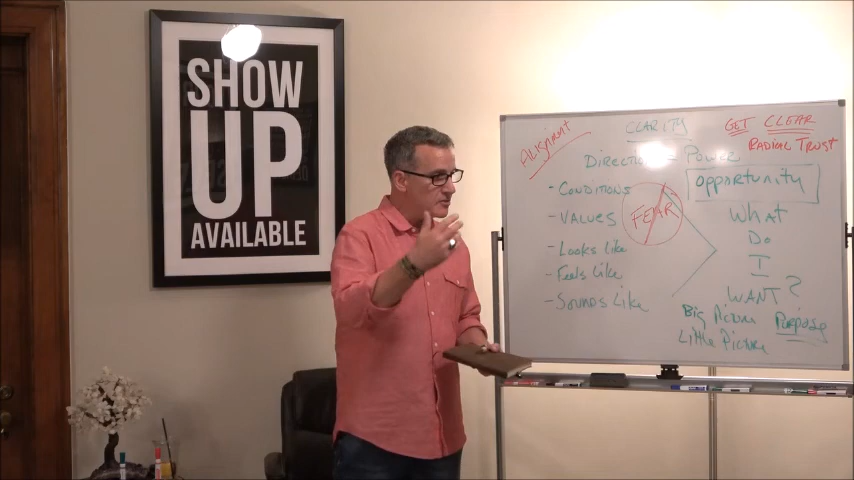 SHOW
UP
AVAILABLE
Alignment
CLARITY
GET CLEAR
RADICAL TRUST
DIRECTION = POWER
- CONDITIONS
- VALUES
- Looks like
- Feels like
- Sounds Like
FEAR
opportunity
What
Do
I
WANT?
Big Picture Purpose
Little Picture